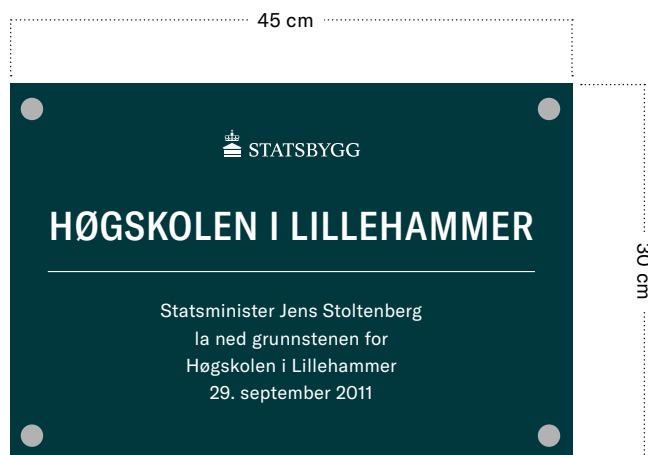 45 cm
STATSBYGG
HØGSKOLEN I LILLEHAMMER
30 cm
Statsminister Jens Stoltenberg
la ned grunnstenen for
Høgskolen i Lillehammer
29. september 2011